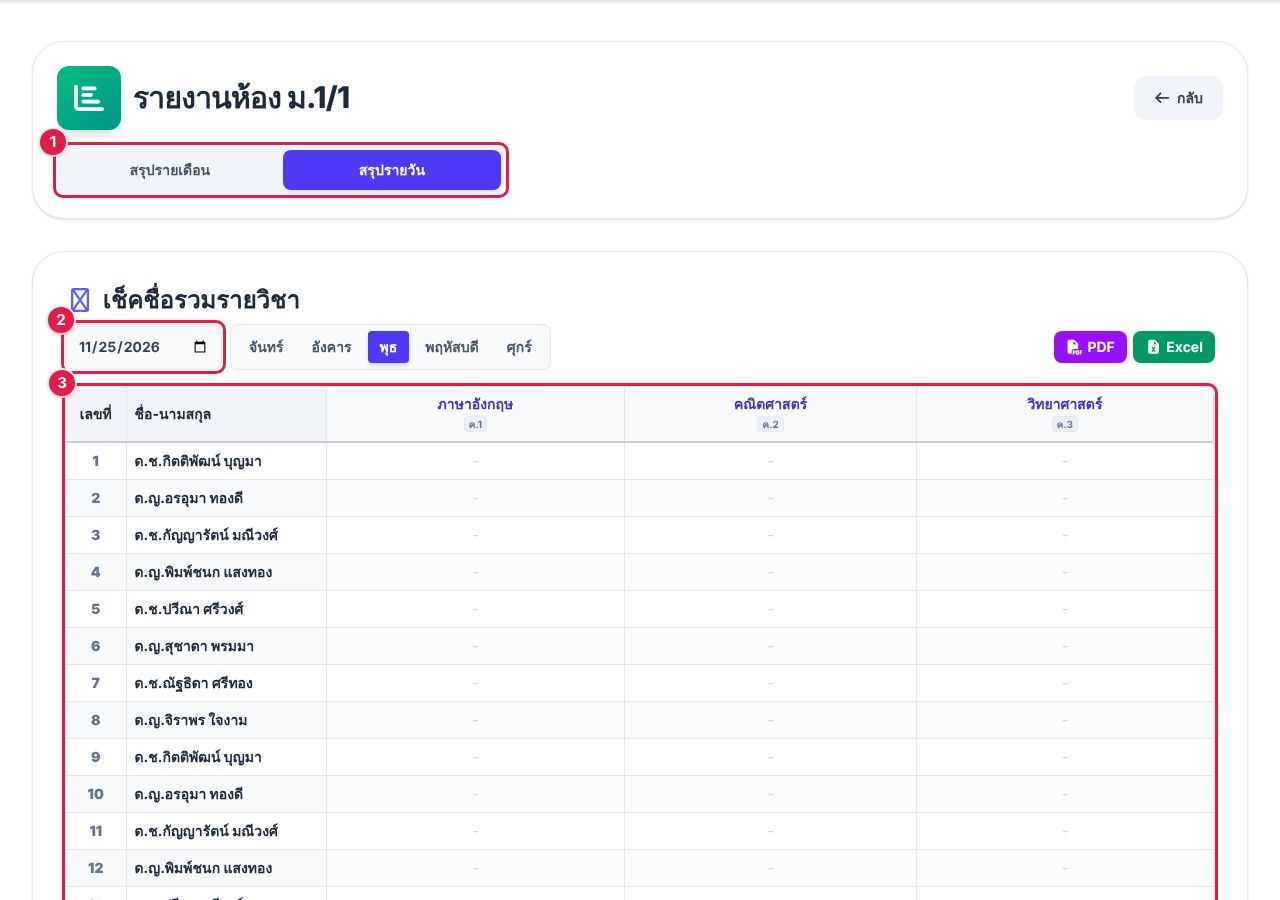 รายงานห้อง ม.1/1
← กลับ
1
สรุปรายเดือน สรุปรายวัน
เช็คชื่อรวมรายวิชา
2
11/25/2026 จันทร์ อังคาร พุธ พฤหัสบดี ศุกร์ PDF Excel
3
เลขที่ ชื่อ-นามสกุล ภาษาอังกฤษ คณิตศาสตร์ วิทยาศาสตร์
ค.1 ค.2 ค.3
1 ด.ช.กิตติพัฒน์ บุญมา - - -
2 ด.ญ.อรอุมา ทองดี - - -
3 ด.ช.กัญญารัตน์ มณีวงศ์ - - -
4 ด.ญ.พิมพ์ชนก แสงทอง - - -
5 ด.ช.ปวีณา ศรีวงศ์ - - -
6 ด.ญ.สุชาดา พรมมา - - -
7 ด.ช.ณัฐธิดา ศรีทอง - - -
8 ด.ญ.จิราพร ใจงาม - - -
9 ด.ช.กิตติพัฒน์ บุญมา - - -
10 ด.ญ.อรอุมา ทองดี - - -
11 ด.ช.กัญญารัตน์ มณีวงศ์ - - -
12 ด.ญ.พิมพ์ชนก แสงทอง - - -